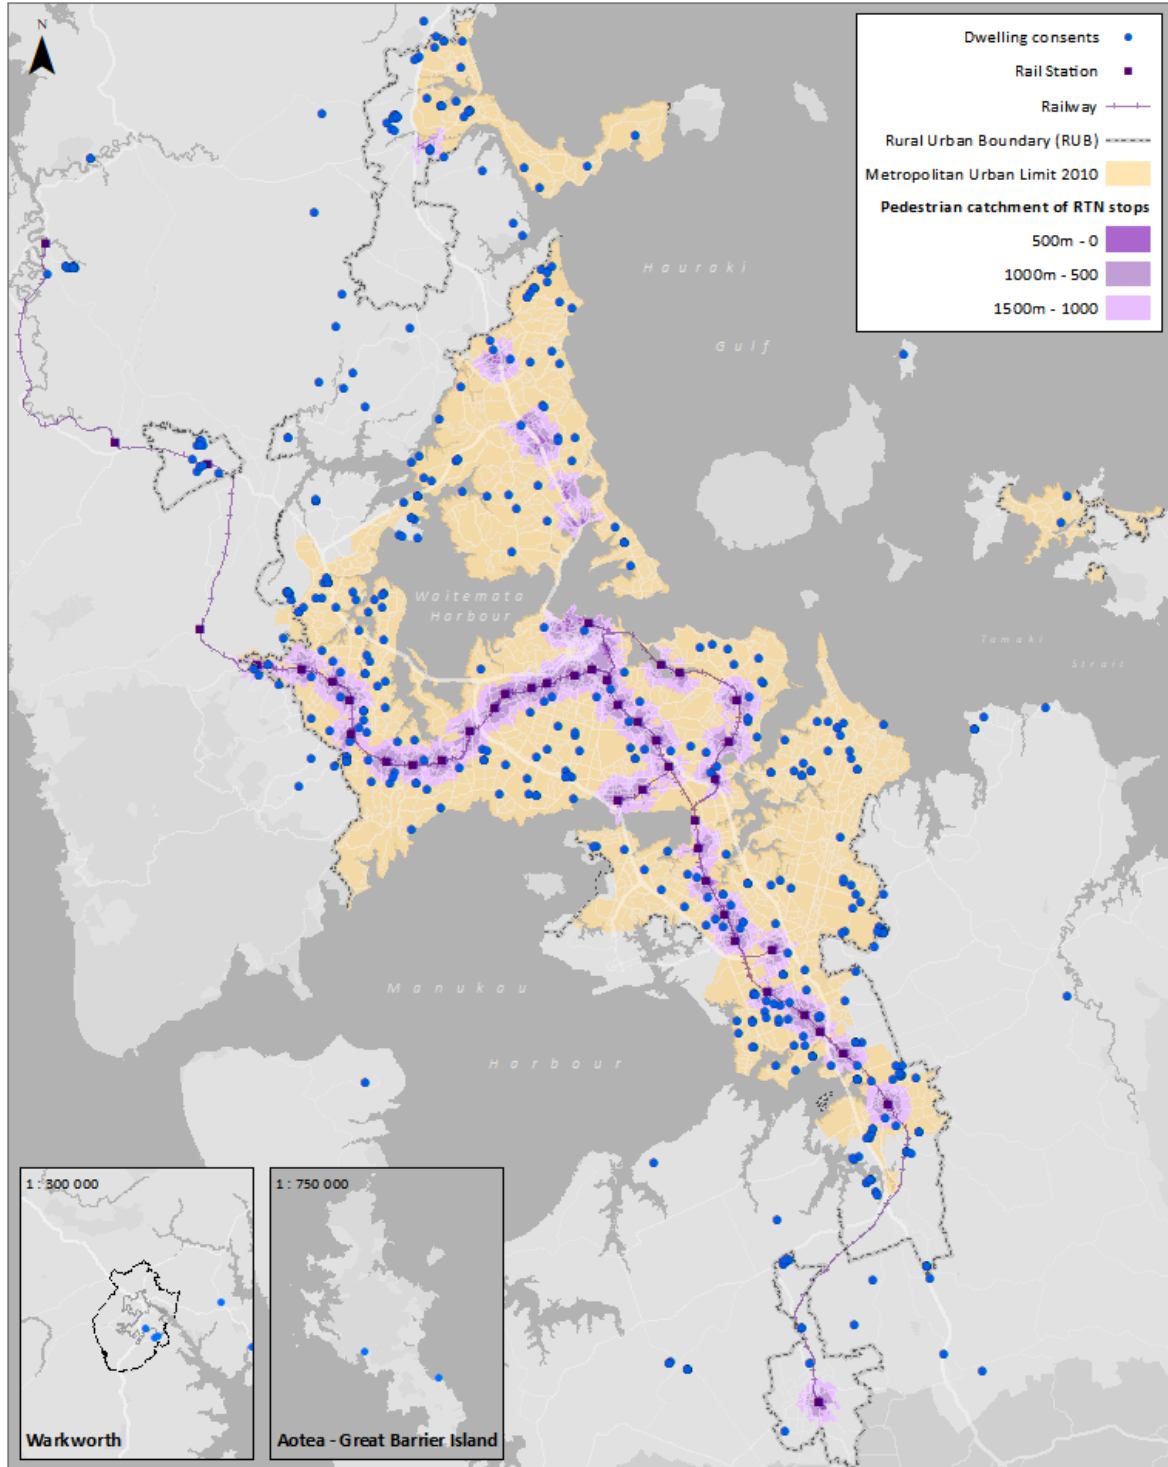 N
Dwelling consents
Rail Station
Railway
Rural Urban Boundary (RUB)
Metropolitan Urban Limit 2010
Pedestrian catchment of RTN stops
500m - 0
1000m - 500
1500m - 1000
Hauraki
Gulf
Waitemata
Harbour
Tamaki
Strait
Manukau
Harbour
1 : 300 000
Warkworth
1 : 750 000
Aotea - Great Barrier Island